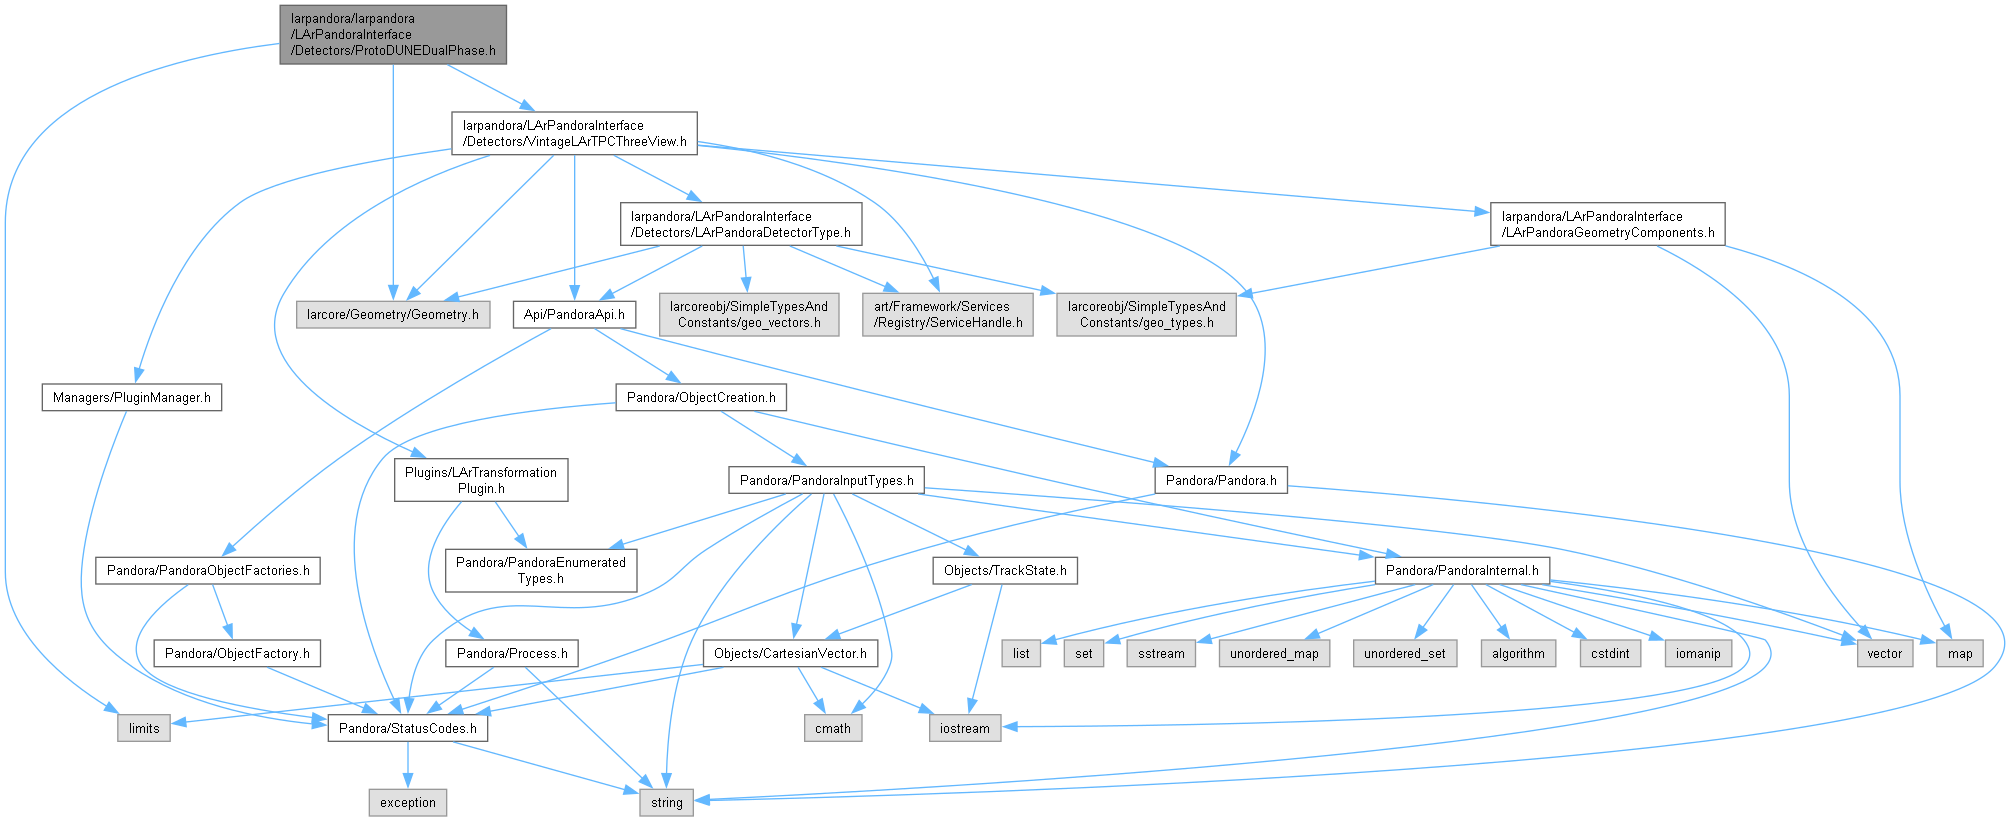 larpandora/larpandora
/LArPandoraInterface
/Detectors/ProtoDUNEDualPhase.h
larpandora/LArPandoraInterface
/Detectors/VintageLArTPCThreeView.h
larpandora/LArPandoraInterface
/Detectors/LArPandoraDetectorType.h
larpandora/LArPandoraInterface
/LArPandoraGeometryComponents.h
larcore/Geometry/Geometry.h
Api/PandoraApi.h
larcoreobj/SimpleTypesAnd
Constants/geo_vectors.h
art/Framework/Services
/Registry/ServiceHandle.h
larcoreobj/SimpleTypesAnd
Constants/geo_types.h
Managers/PluginManager.h
Pandora/ObjectCreation.h
Plugins/LArTransformation
Plugin.h
Pandora/PandoraInputTypes.h
Pandora/Pandora.h
Pandora/PandoraObjectFactories.h
Pandora/PandoraEnumerated
Types.h
Objects/TrackState.h
Pandora/PandoraInternal.h
Pandora/ObjectFactory.h
Pandora/Process.h
Objects/CartesianVector.h
list
set
sstream
unordered_map
unordered_set
algorithm
cstdint
iomanip
vector
map
limits
Pandora/StatusCodes.h
cmath
iostream
exception
string